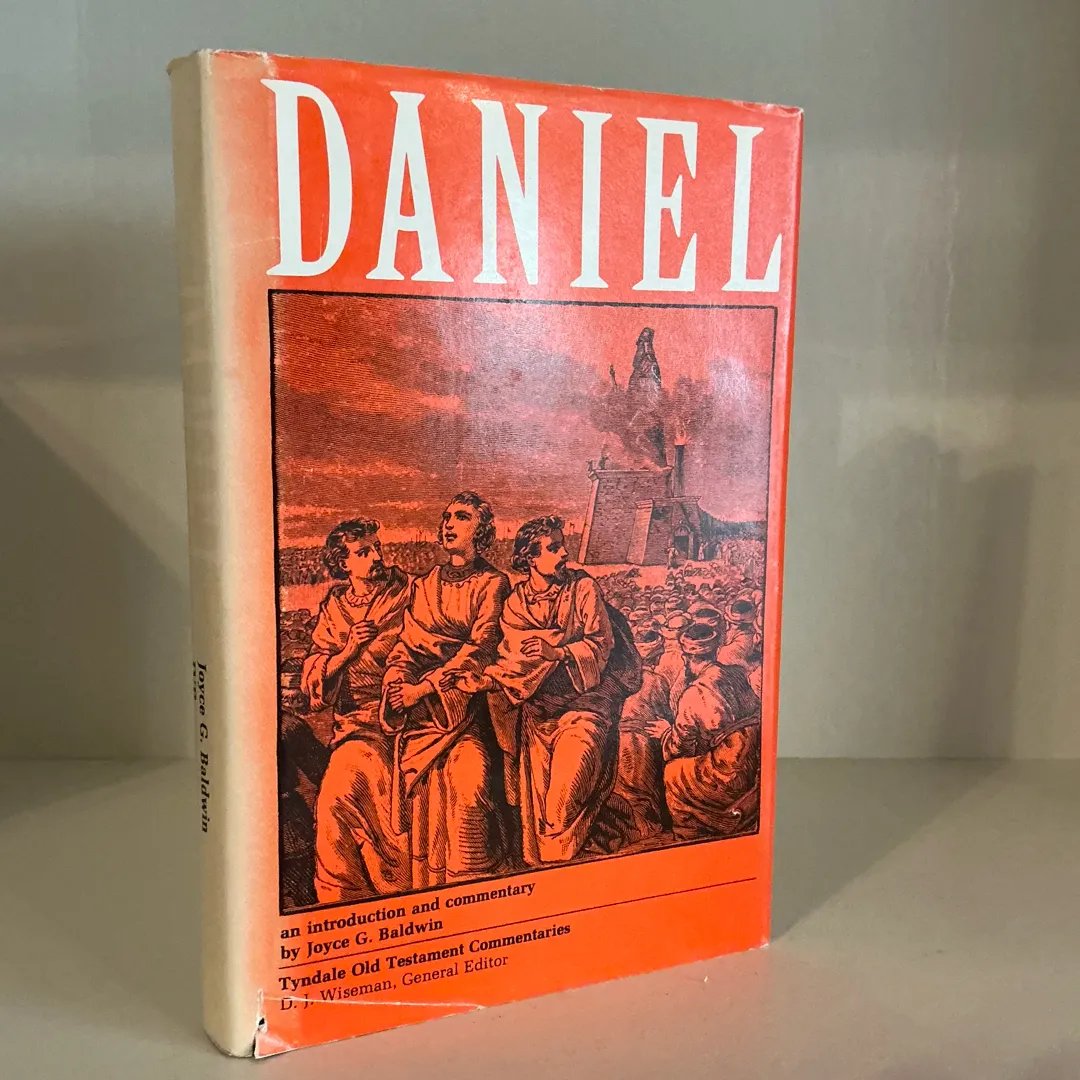 DANIEL
an introduction and commentary
by Joyce G. Baldwin
Tyndale Old Testament Commentaries
D. J. Wiseman, General Editor
Joyce G. Baldwin